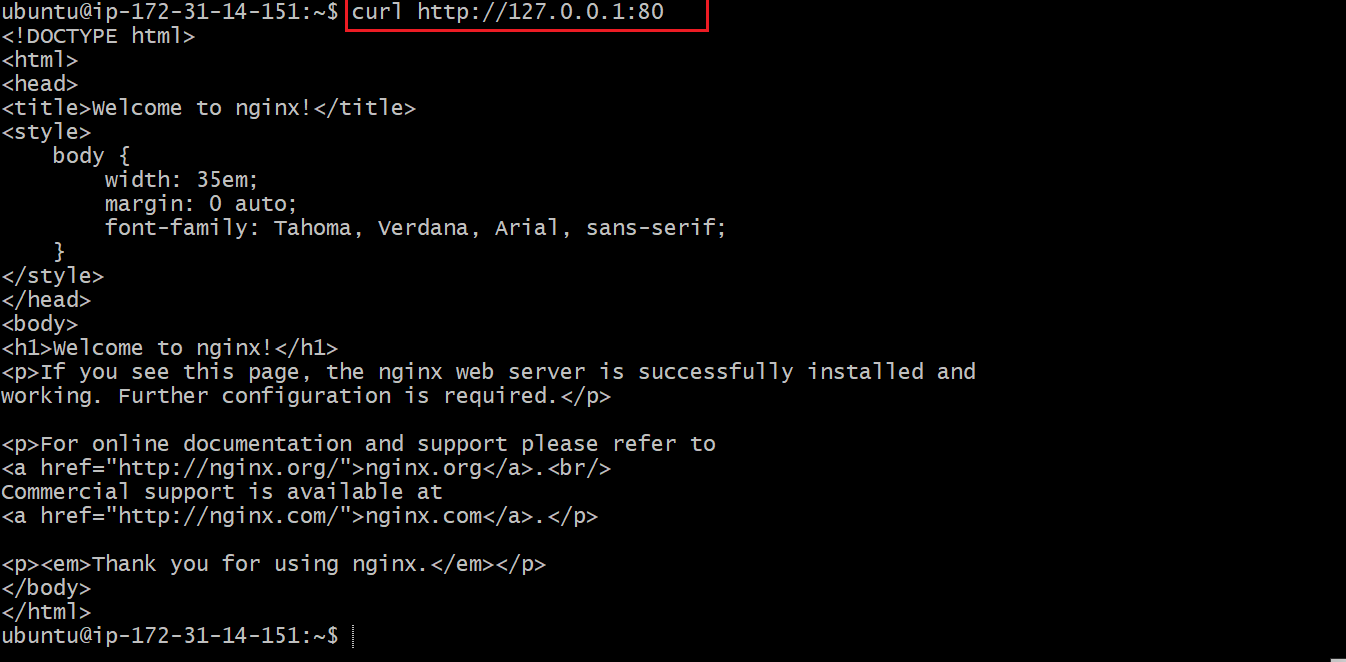 ubuntu@ip-172-31-14-151:~$ curl http://127.0.0.1:80
<!DOCTYPE html>
<html>
<head>
<title>Welcome to nginx!</title>
<style>
    body {
        width: 35em;
        margin: 0 auto;
        font-family: Tahoma, Verdana, Arial, sans-serif;
    }
</style>
</head>
<body>
<h1>Welcome to nginx!</h1>
<p>If you see this page, the nginx web server is successfully installed and
working. Further configuration is required.</p>

<p>For online documentation and support please refer to
<a href="http://nginx.org/">nginx.org</a>.<br/>
Commercial support is available at
<a href="http://nginx.com/">nginx.com</a>.</p>

<p><em>Thank you for using nginx.</em></p>
</body>
</html>
ubuntu@ip-172-31-14-151:~$